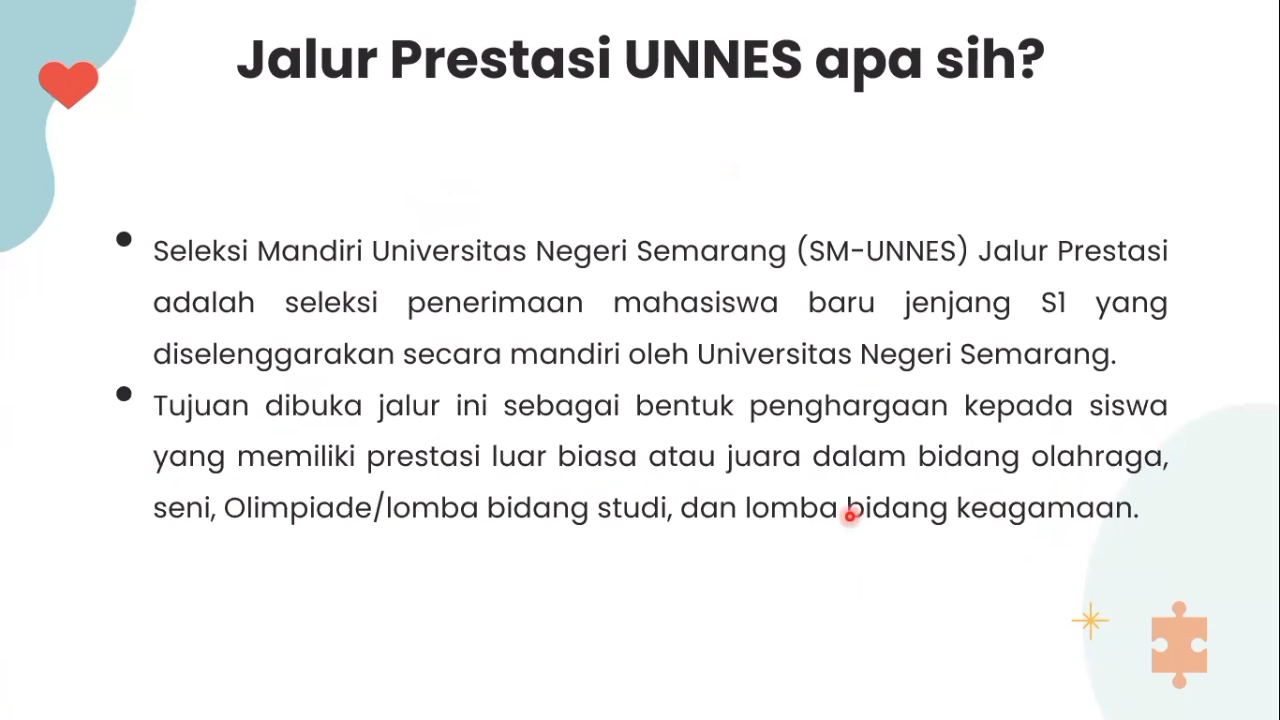 Jalur Prestasi UNNES apa sih?
• Seleksi Mandiri Universitas Negeri Semarang (SM-UNNES) Jalur Prestasi
adalah seleksi penerimaan mahasiswa baru jenjang S1 yang
diselenggarakan secara mandiri oleh Universitas Negeri Semarang.
• Tujuan dibuka jalur ini sebagai bentuk penghargaan kepada siswa
yang memiliki prestasi luar biasa atau juara dalam bidang olahraga,
seni, Olimpiade/lomba bidang studi, dan lomba bidang keagamaan.